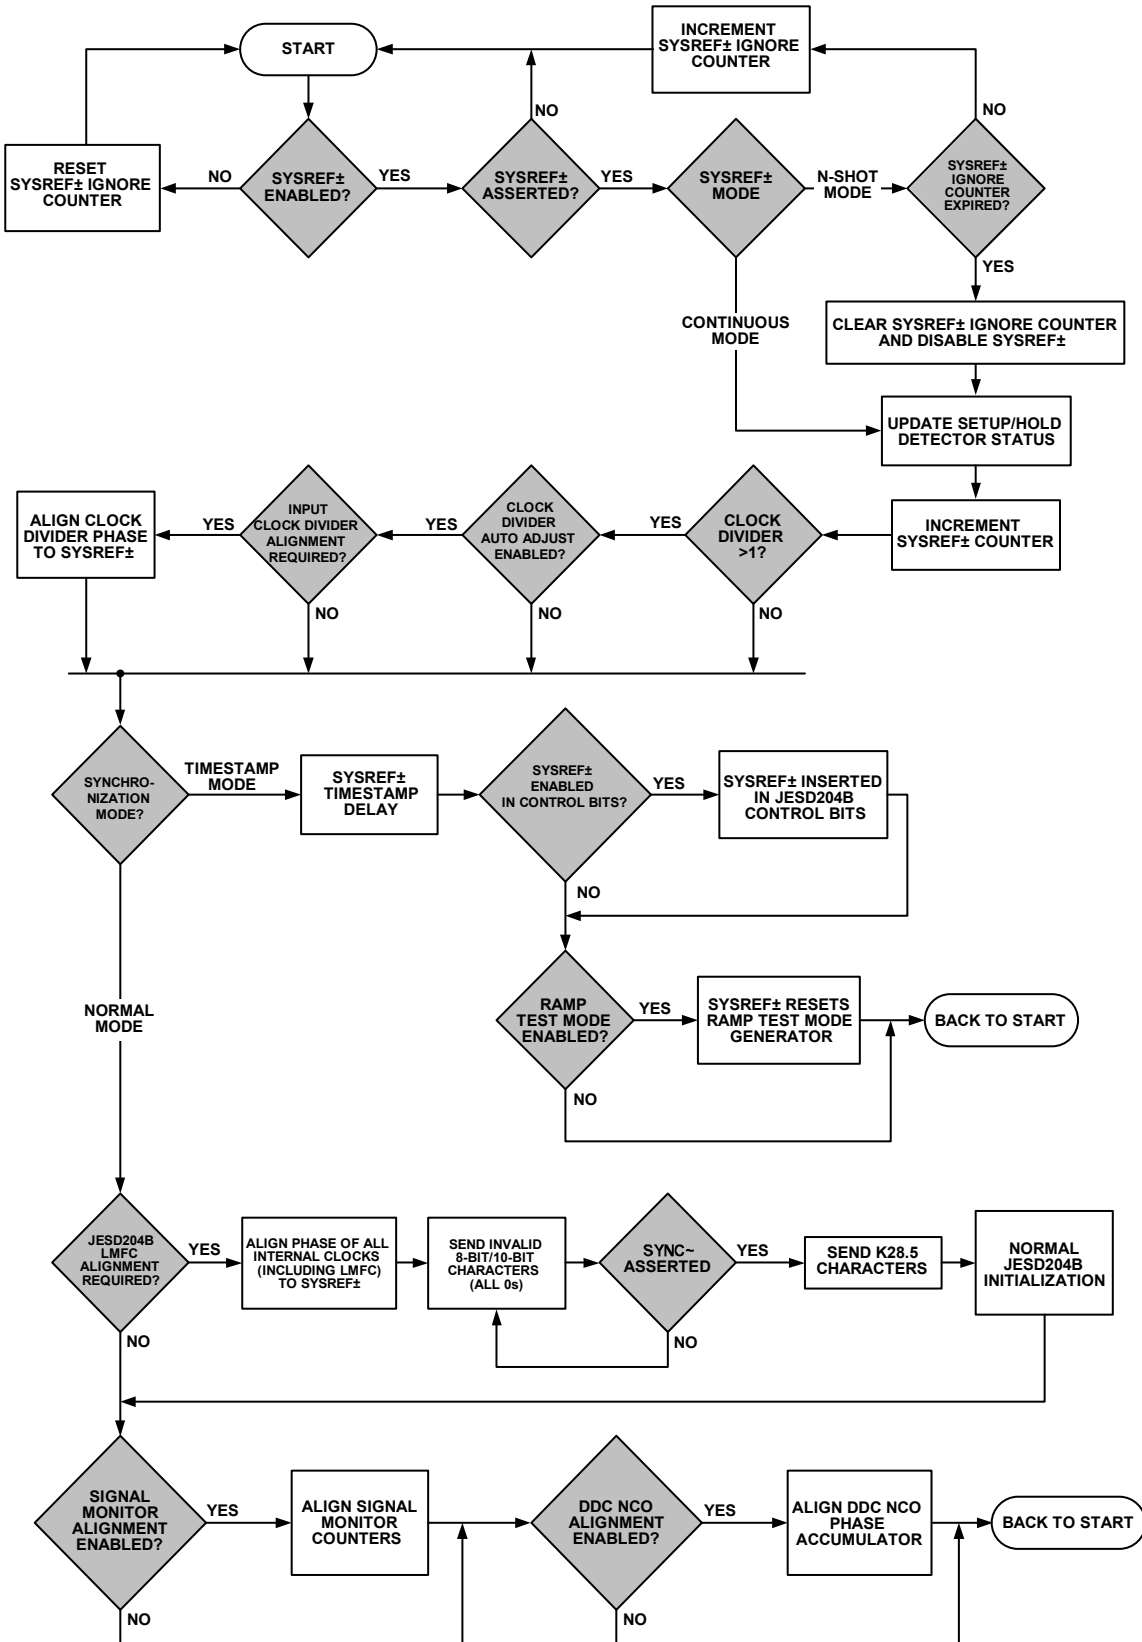 START
INCREMENT
SYSREF± IGNORE
COUNTER
NO
NO
RESET
SYSREF± IGNORE
COUNTER
NO
SYSREF±
ENABLED?
YES
SYSREF±
ASSERTED?
YES
SYSREF±
MODE
N-SHOT
MODE
SYSREF±
IGNORE
COUNTER
EXPIRED?
YES
CONTINUOUS
MODE
CLEAR SYSREF± IGNORE COUNTER
AND DISABLE SYSREF±
UPDATE SETUP/HOLD
DETECTOR STATUS
ALIGN CLOCK
DIVIDER PHASE
TO SYSREF±
YES
INPUT
CLOCK DIVIDER
ALIGNMENT
REQUIRED?
YES
CLOCK
DIVIDER
AUTO ADJUST
ENABLED?
YES
CLOCK
DIVIDER
>1?
INCREMENT
SYSREF± COUNTER
NO
NO
NO
SYNCHRO-
NIZATION
MODE?
TIMESTAMP
MODE
SYSREF±
TIMESTAMP
DELAY
SYSREF±
ENABLED
IN CONTROL BITS?
YES
SYSREF± INSERTED
IN JESD204B
CONTROL BITS
NO
NORMAL
MODE
RAMP
TEST MODE
ENABLED?
YES
SYSREF± RESETS
RAMP TEST MODE
GENERATOR
BACK TO START
NO
JESD204B
LMFC
ALIGNMENT
REQUIRED?
YES
ALIGN PHASE OF ALL
INTERNAL CLOCKS
(INCLUDING LMFC)
TO SYSREF±
SEND INVALID
8-BIT/10-BIT
CHARACTERS
(ALL 0s)
SYNC~
ASSERTED
YES
SEND K28.5
CHARACTERS
NORMAL
JESD204B
INITIALIZATION
NO
NO
SIGNAL
MONITOR
ALIGNMENT
ENABLED?
YES
ALIGN SIGNAL
MONITOR
COUNTERS
DDC NCO
ALIGNMENT
ENABLED?
YES
ALIGN DDC NCO
PHASE
ACCUMULATOR
BACK TO START
NO
NO